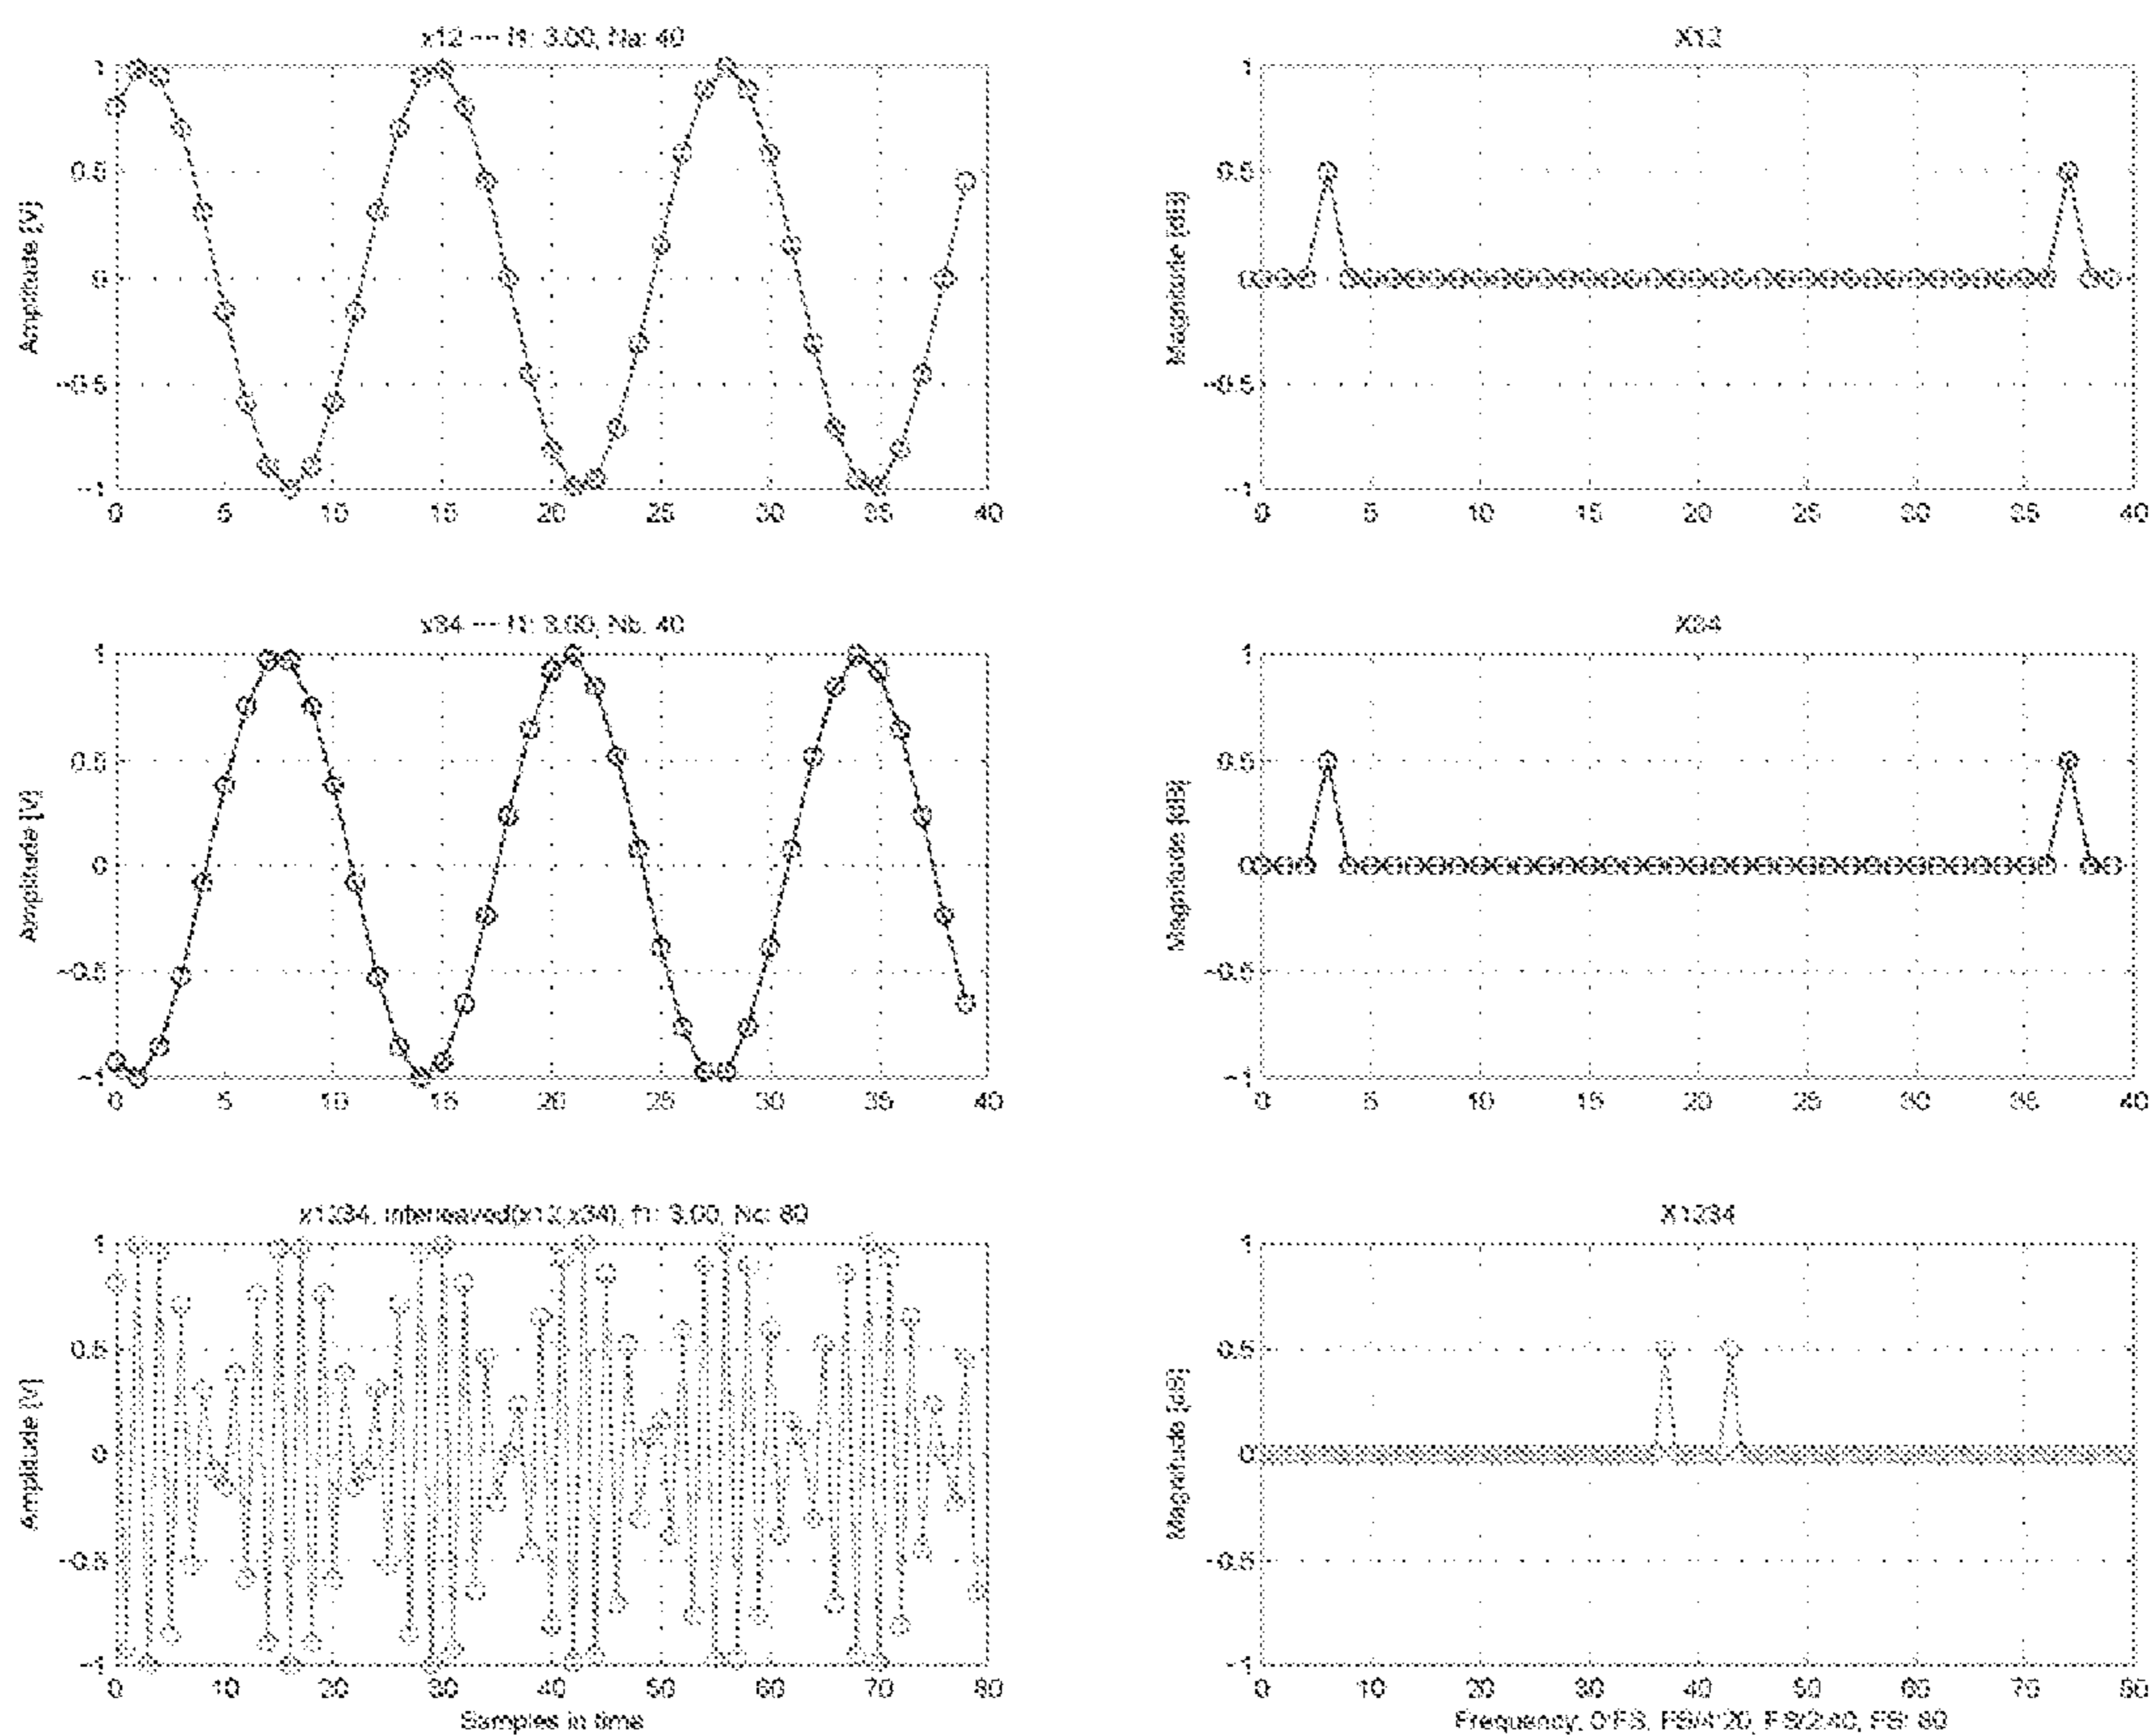 x12 --- f1: 3.00, Na: 40
Amplitude [V]
1
0.5
0
-0.5
-1
0 5 10 15 20 25 30 35 40
X12
Magnitude [dB]
1
0.5
0
-0.5
-1
0 5 10 15 20 25 30 35 40
x34 --- f1: 3.00, Nb: 40
Amplitude [V]
1
0.5
0
-0.5
-1
0 5 10 15 20 25 30 35 40
X34
Magnitude [dB]
1
0.5
0
-0.5
-1
0 5 10 15 20 25 30 35 40
x1234, interleaved(x12,x34), f1: 3.00, Nc: 80
Amplitude [V]
1
0.5
0
-0.5
-1
0 10 20 30 40 50 60 70 80
Samples in time
X1234
Magnitude [dB]
1
0.5
0
-0.5
-1
0 10 20 30 40 50 60 70 80
Frequency, 0:FS, FS/4:20, FS/2:40, FS: 80